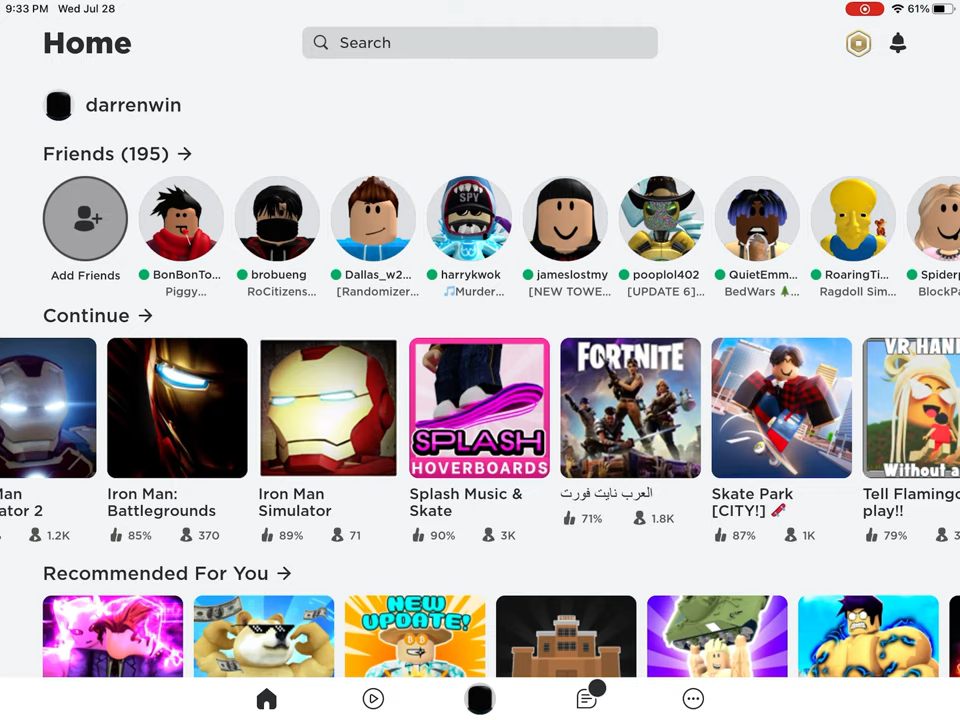 9:33 PM Wed Jul 28 61%
Home
Search
darrenwin
Friends (195) →
Add Friends
BonBonTo...
Piggy...
brobueng
RoCitizens...
Dallas_w2...
[Randomizer...
harrykwok
🎵Murder...
jameslostmy
[NEW TOWE...
pooplol402
[UPDATE 6]...
QuietEmm...
BedWars 🌲...
RoaringTi...
Ragdoll Sim...
Spiderp
BlockPa
SPY
Continue →
SPLASH
HOVERBOARDS
FORTNITE
VR HAN
Without a
Man
ator 2
1.2K
Iron Man:
Battlegrounds
85% 370
Iron Man
Simulator
89% 71
Splash Music &
Skate
90% 3K
العرب نايت فورت
71% 1.8K
Skate Park
[CITY!] 🛹
87% 1K
Tell Flamingo
play!!
79% 3
Recommended For You →
NEW
UPDATE!